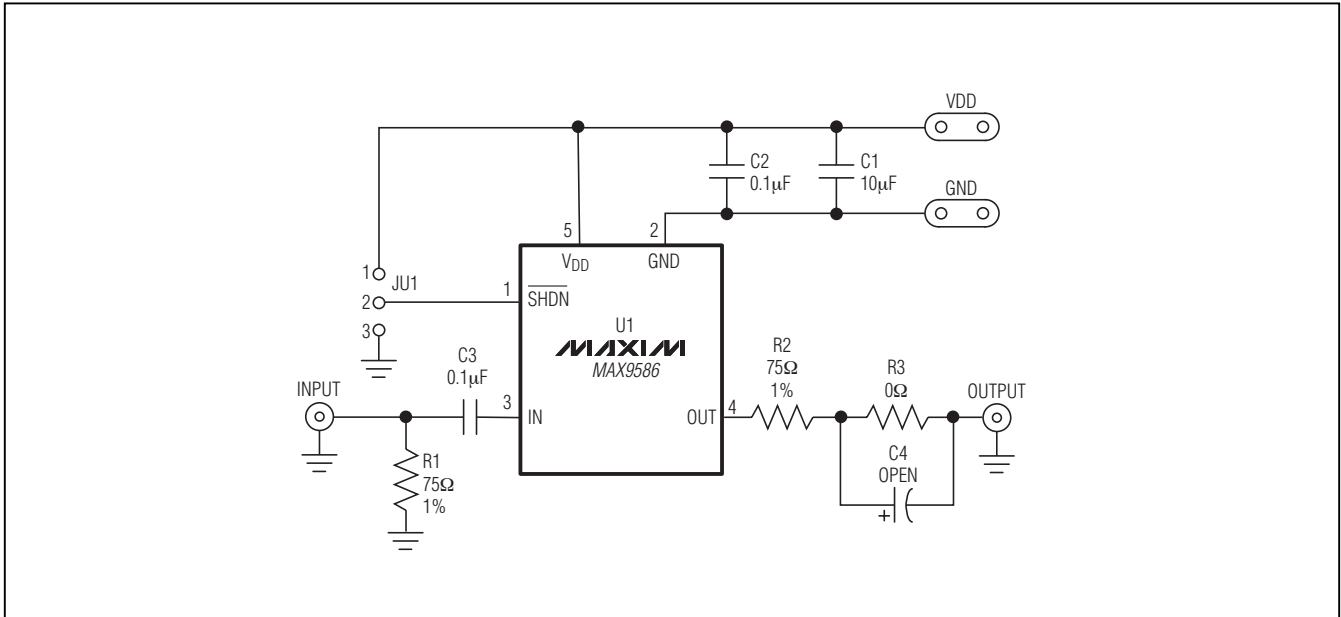 VDD
C2
0.1µF
C1
10µF
GND
5
2
VDD
GND
1
JU1
2
3
1
SHDN
U1
MAXIM
MAX9586
C3
0.1µF
INPUT
3
IN
OUT
4
R2
75Ω
1%
R3
0Ω
OUTPUT
R1
75Ω
1%
C4
OPEN
+